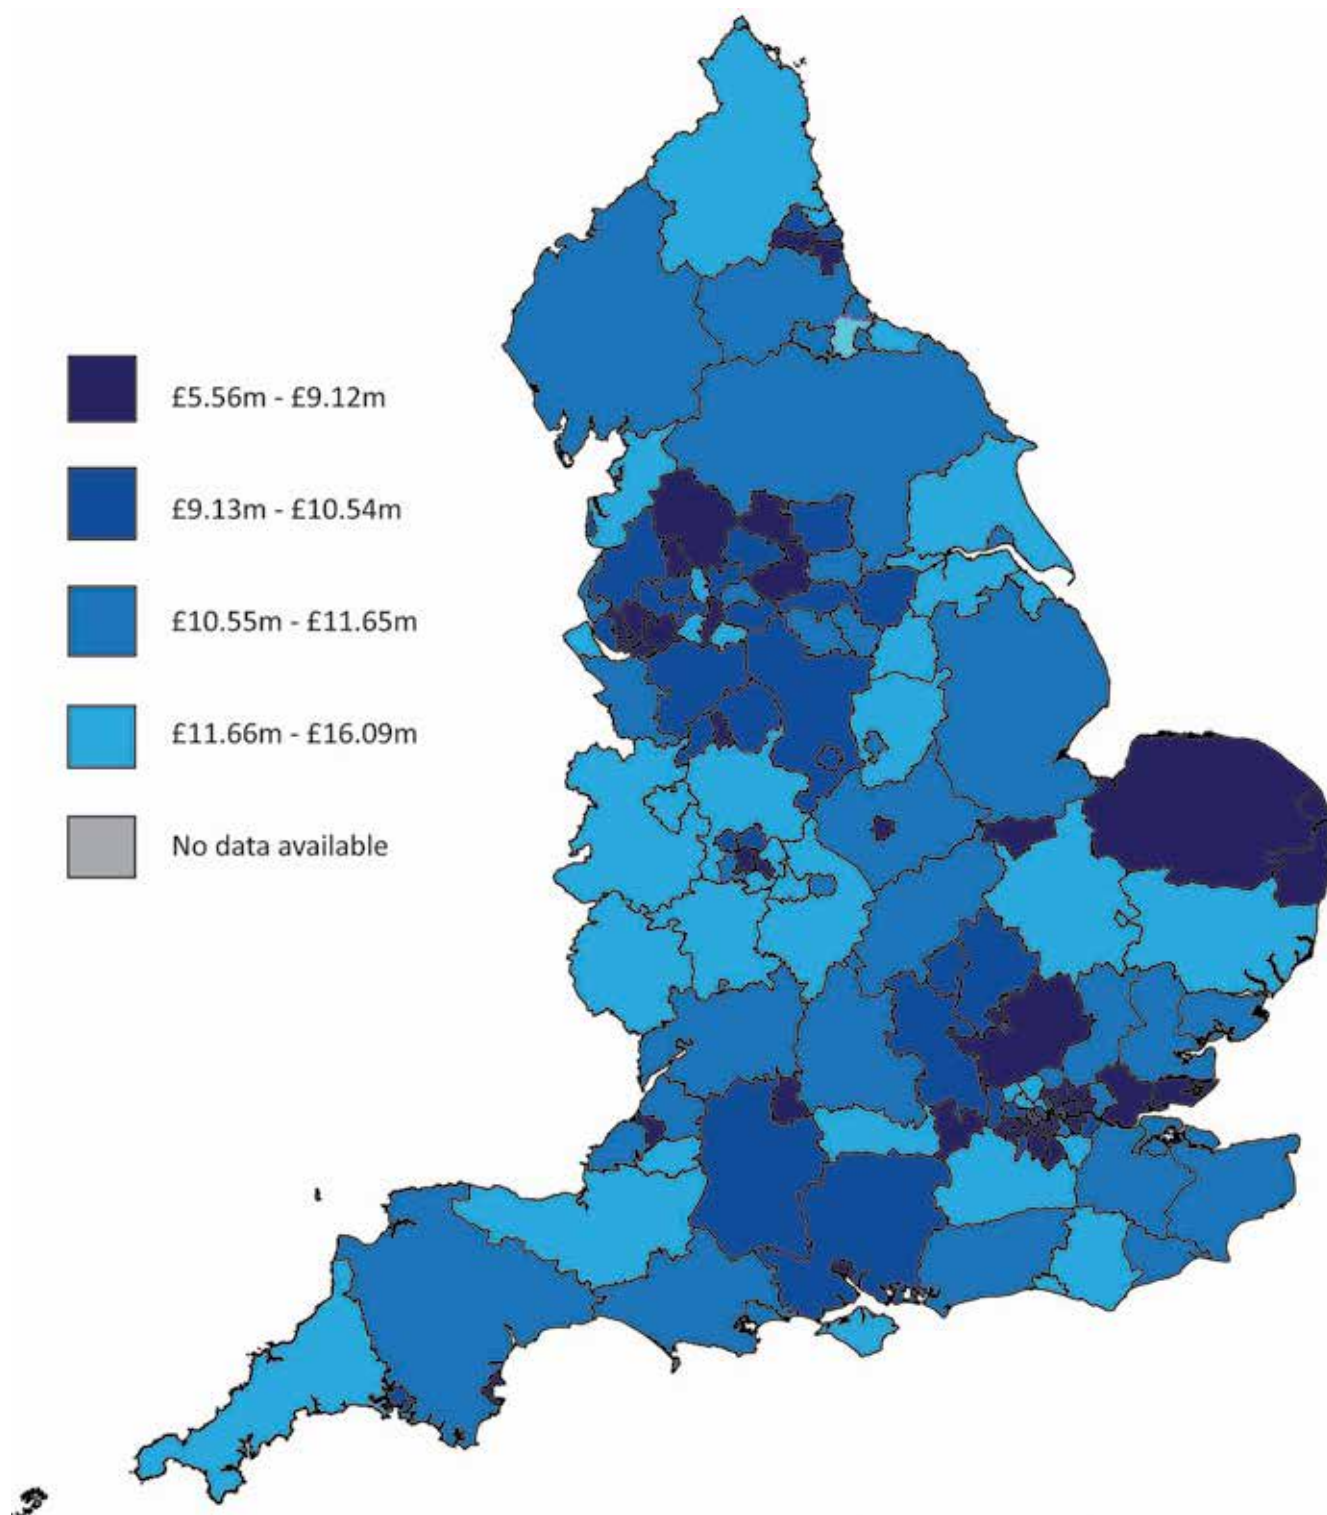 £5.56m - £9.12m
£9.13m - £10.54m
£10.55m - £11.65m
£11.66m - £16.09m
No data available